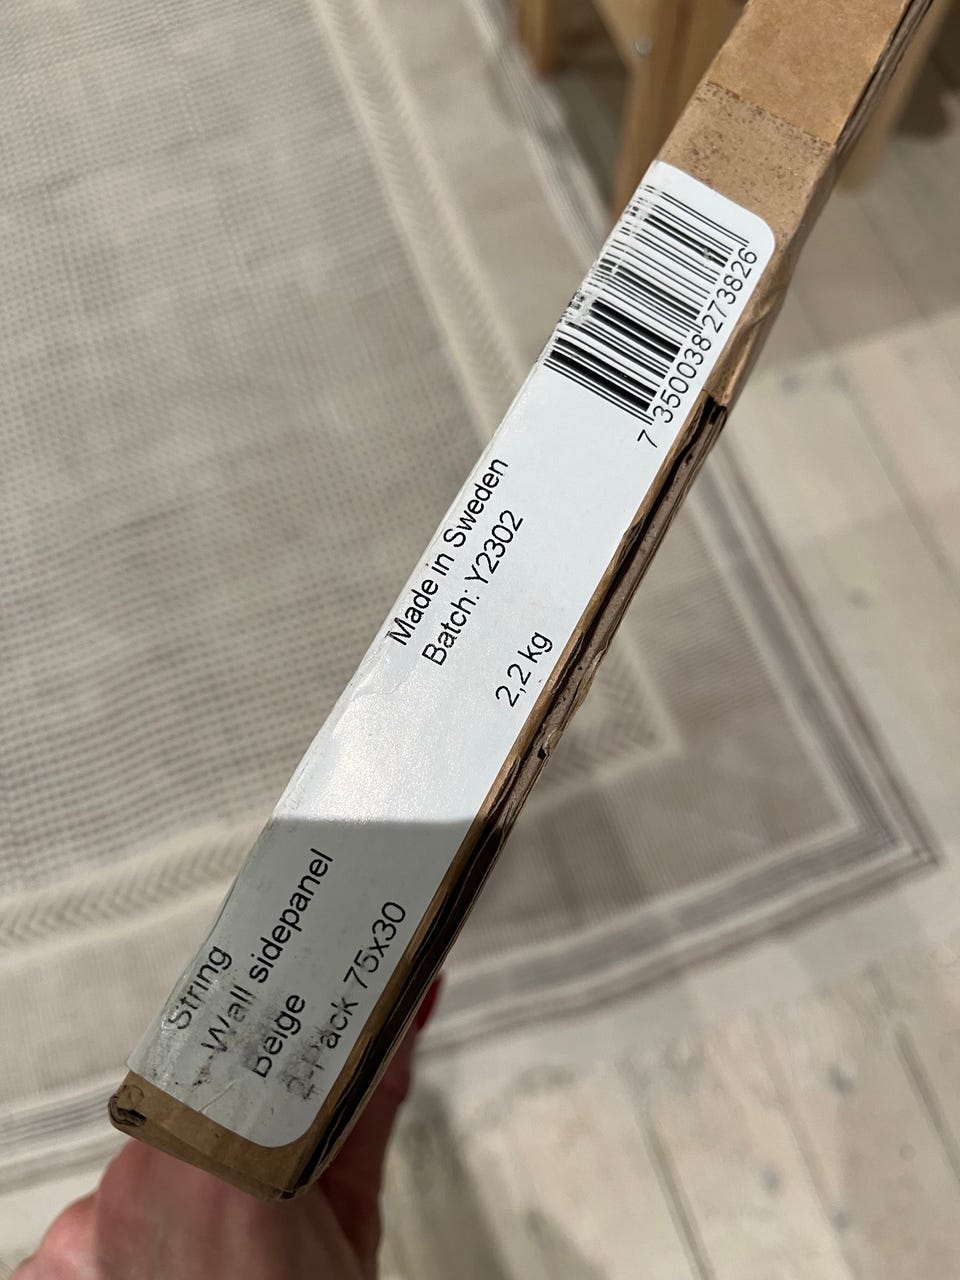 String
Wall sidepanel
Beige
2-Pack 75x30
Made in Sweden
Batch: Y2302
2,2 kg
7 350038 273826